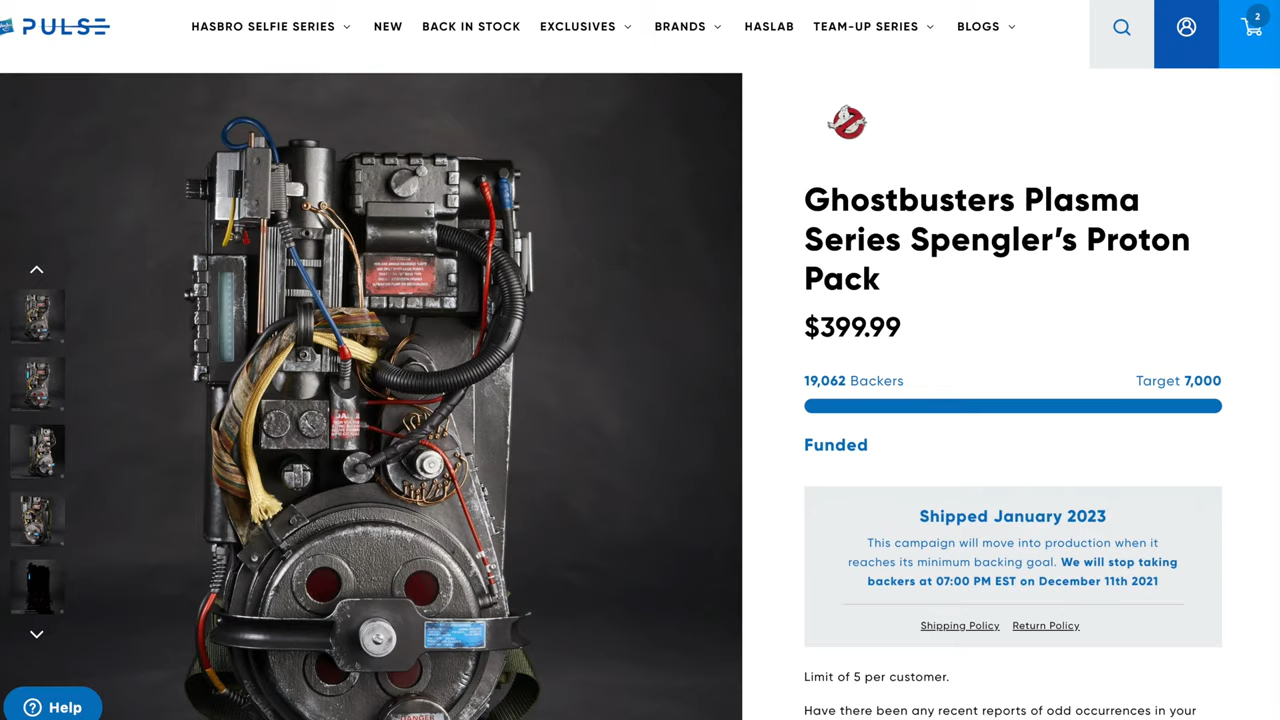 PULSE
HASBRO SELFIE SERIES
NEW
BACK IN STOCK
EXCLUSIVES
BRANDS
HASLAB
TEAM-UP SERIES
BLOGS
2
Ghostbusters Plasma
Series Spengler’s Proton
Pack
$399.99
19,062 Backers
Target 7,000
Funded
Shipped January 2023
This campaign will move into production when it
reaches its minimum backing goal. We will stop taking
backers at 07:00 PM EST on December 11th 2021
Shipping Policy
Return Policy
Limit of 5 per customer.
Have there been any recent reports of odd occurrences in your
Help
DANGER